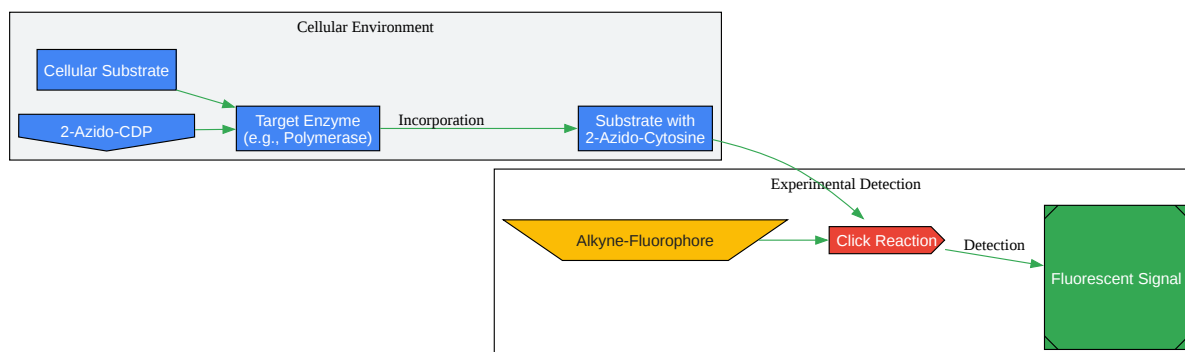 Cellular Environment
Cellular Substrate
2-Azido-CDP
Target Enzyme
(e.g., Polymerase)
Incorporation
Substrate with
2-Azido-Cytosine
Experimental Detection
Alkyne-Fluorophore
Click Reaction
Detection
Fluorescent Signal